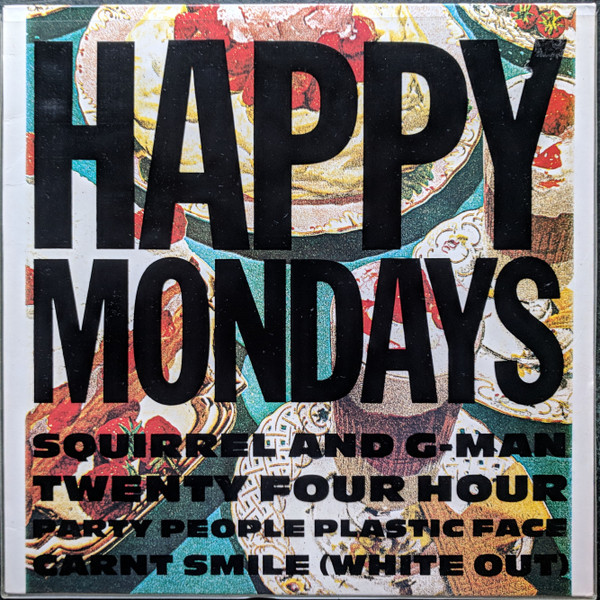 HAPPY
MONDAYS
SQUIRREL AND G-MAN
TWENTY FOUR HOUR
PARTY PEOPLE PLASTIC FACE
CARNT SMILE (WHITE OUT)